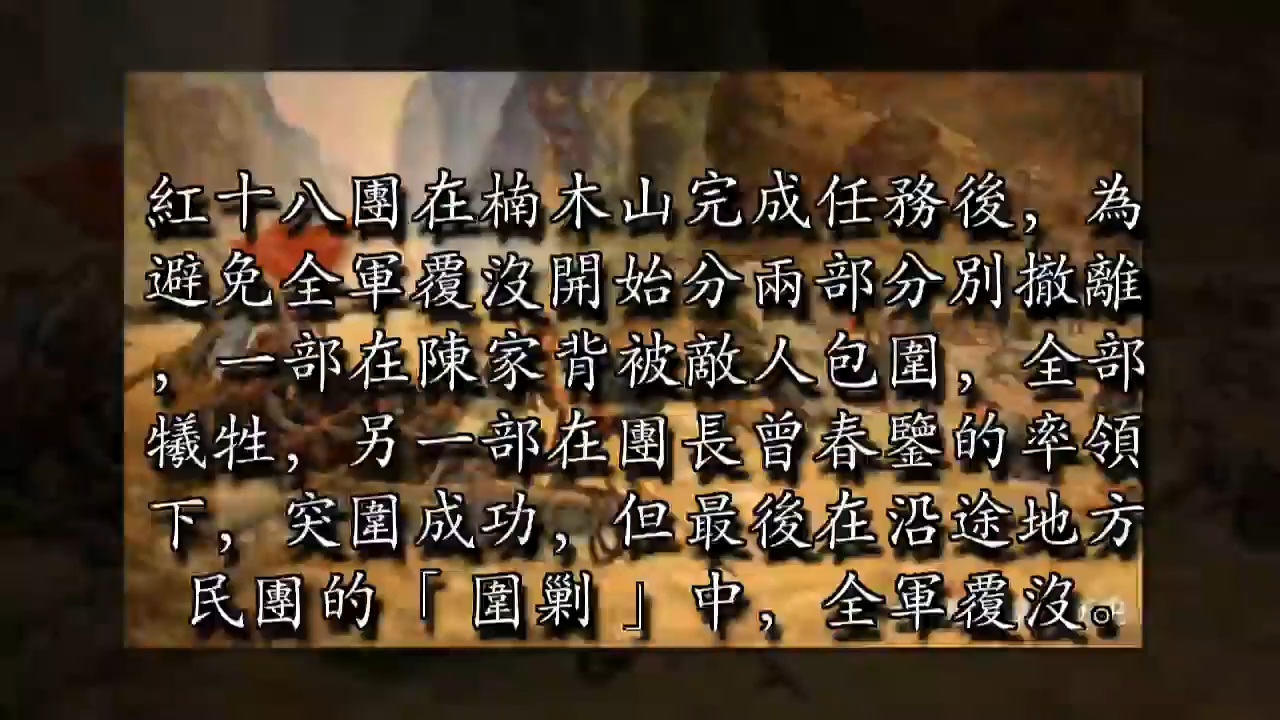 紅十八團在楠木山完成任務後，為
避免全軍覆沒開始分兩部分別撤離
，一部在陳家背被敵人包圍，全部
犧牲，另一部在團長曾春鑒的率領
下，突圍成功，但最後在沿途地方
民團的「圍剿」中，全軍覆沒。